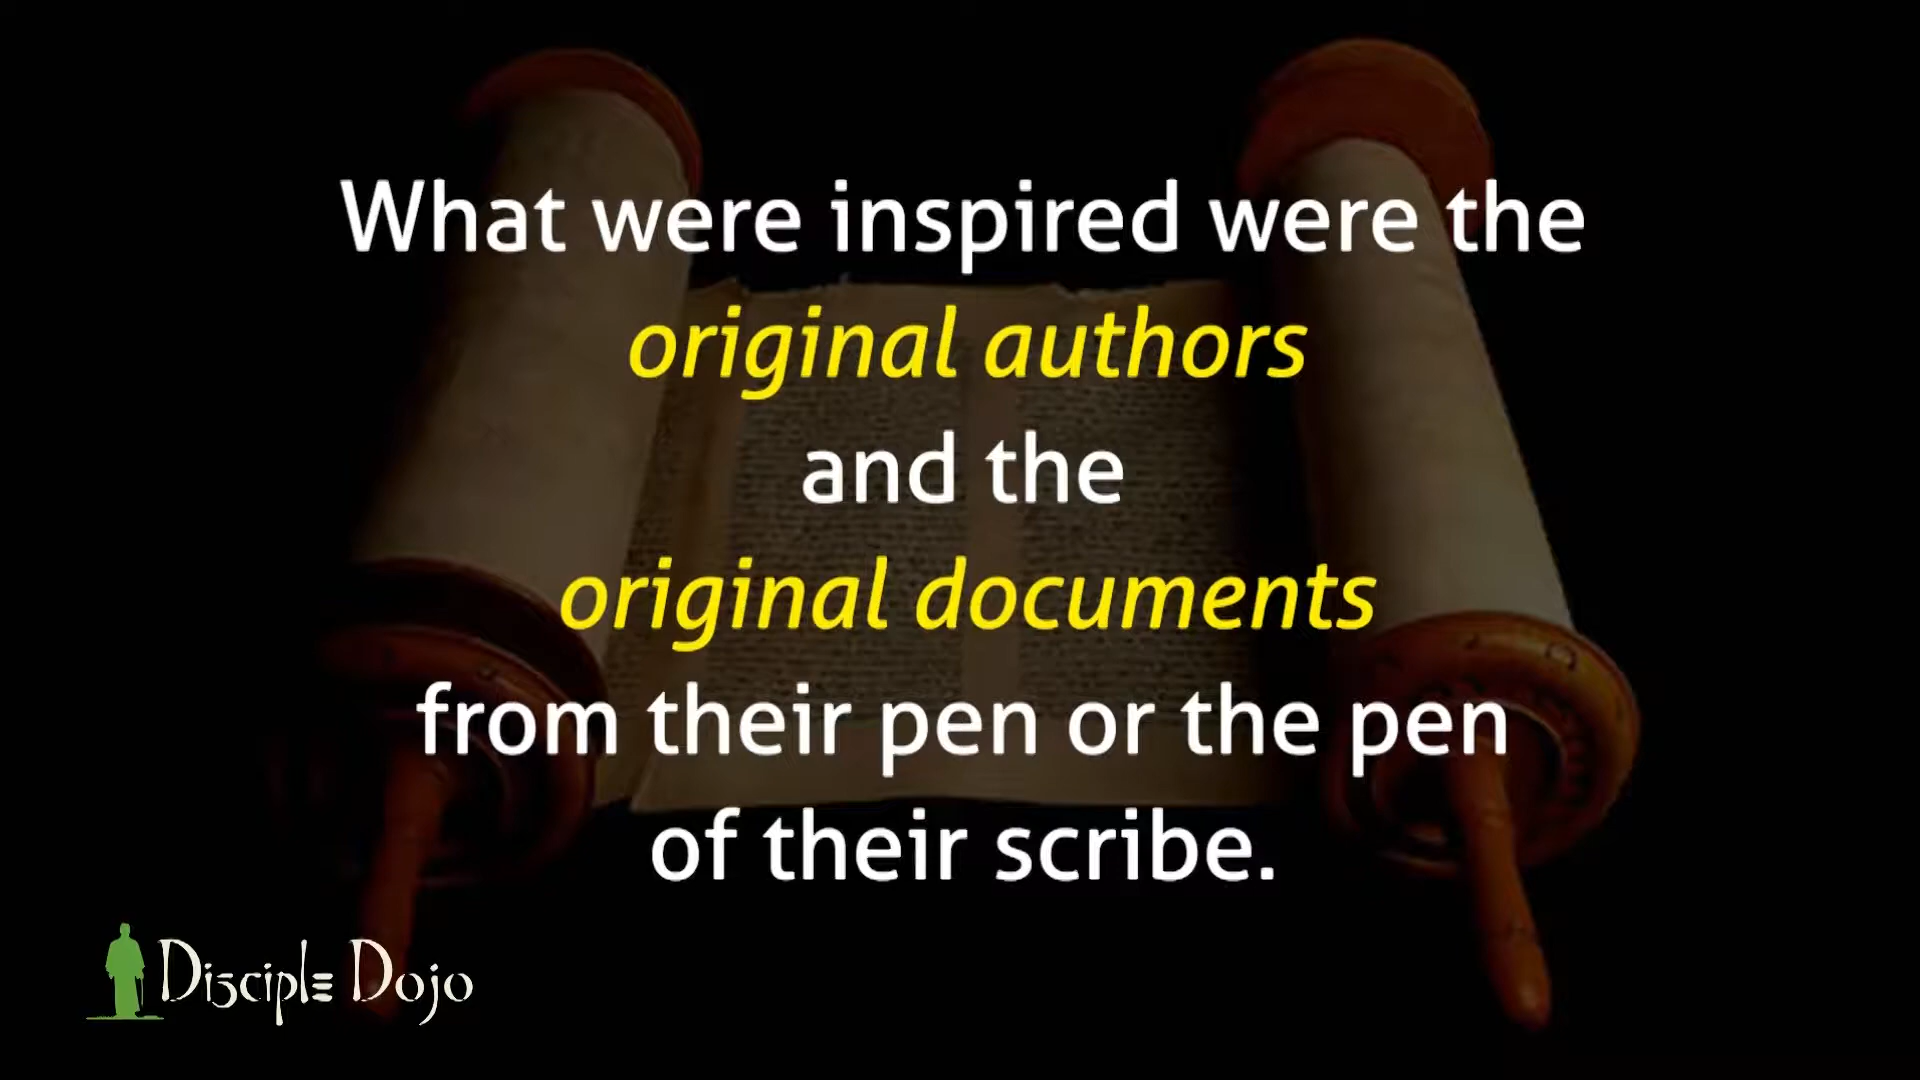 What were inspired were the
original authors
and the
original documents
from their pen or the pen
of their scribe.
Disciple Dojo